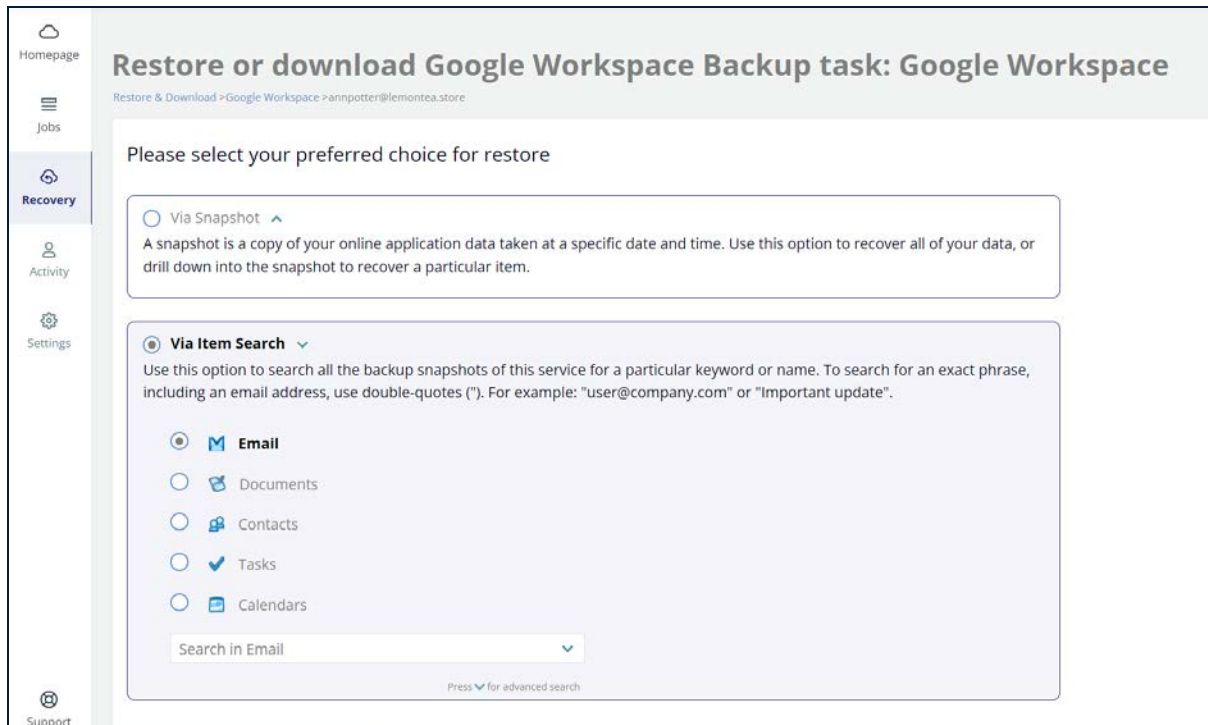 Homepage
Jobs
Recovery
Activity
Settings
Support
Restore or download Google Workspace Backup task: Google Workspace
Restore & Download >Google Workspace >annpotter@lemontea.store
Please select your preferred choice for restore
Via Snapshot
A snapshot is a copy of your online application data taken at a specific date and time. Use this option to recover all of your data, or
drill down into the snapshot to recover a particular item.
Via Item Search
Use this option to search all the backup snapshots of this service for a particular keyword or name. To search for an exact phrase,
including an email address, use double-quotes ("). For example: "user@company.com" or "Important update".
Email
Documents
Contacts
Tasks
Calendars
Search in Email
Press for advanced search